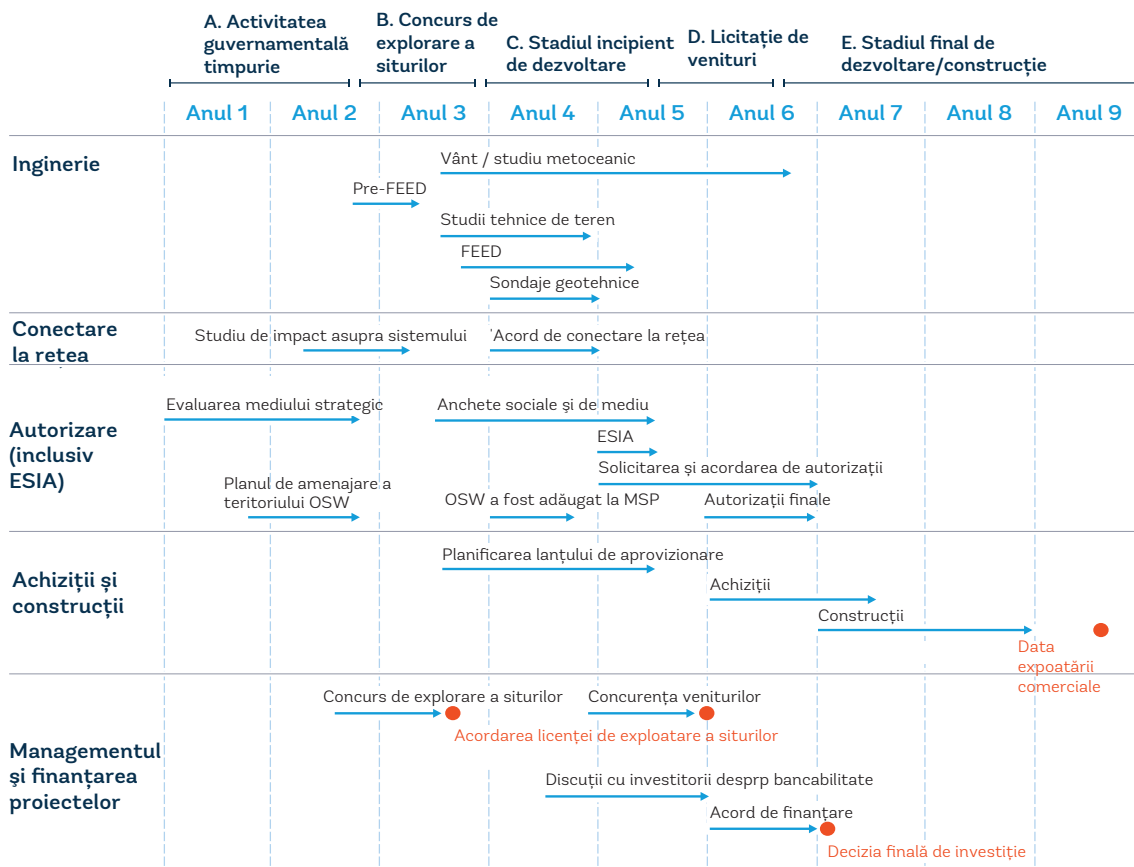 A. Activitatea
guvernamentală
timpurie
B. Concurs de
explorare a
siturilor
C. Stadiul incipient
de dezvoltare
D. Licitație de
venituri
E. Stadiul final de
dezvoltare/construcție
Anul 1
Anul 2
Anul 3
Anul 4
Anul 5
Anul 6
Anul 7
Anul 8
Anul 9
Inginerie
Vânt / studiu metoceanic
Pre-FEED
Studii tehnice de teren
FEED
Sondaje geotehnice
Conectare
la rețea
Studiu de impact asupra sistemului
Acord de conectare la rețea
Autorizare
(inclusiv
ESIA)
Evaluarea mediului strategic
Anchete sociale și de mediu
ESIA
Solicitarea și acordarea de autorizații
Planul de amenajare a
teritoriului OSW
OSW a fost adăugat la MSP
Autorizații finale
Achiziții și
construcții
Planificarea lanțului de aprovizionare
Achiziții
Construcții
Data
expoatării
comerciale
Managementul
și finanțarea
proiectelor
Concurs de explorare a siturilor
Concurența veniturilor
Acordarea licenței de exploatare a siturilor
Discuții cu investitorii desprp bancabilitate
Acord de finanțare
Decizia finală de investiție